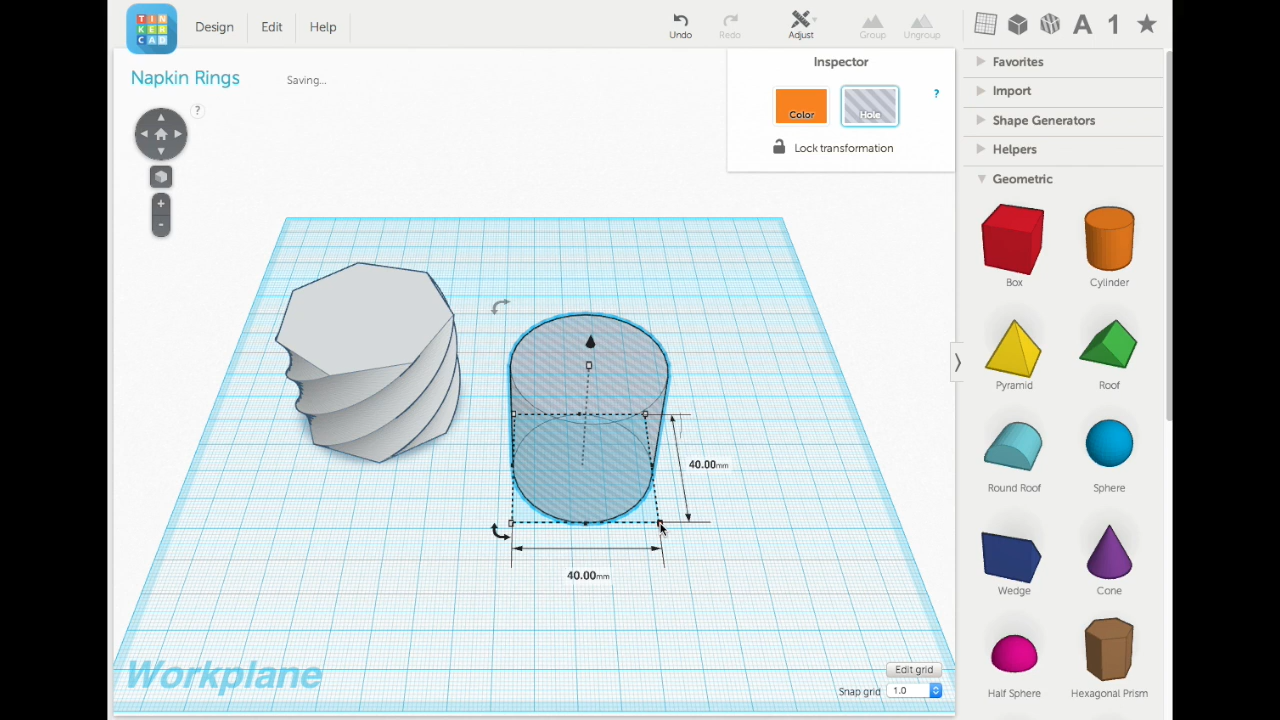 TIN
KER
CAD
Design
Edit
Help
Undo
Redo
Adjust
Group
Ungroup
A
1
Napkin Rings
Saving...
?
Inspector
Color
Hole
?
Lock transformation
Favorites
Import
Shape Generators
Helpers
Geometric
Box
Cylinder
Pyramid
Roof
Round Roof
Sphere
Wedge
Cone
Half Sphere
Hexagonal Prism
+
-
40.00mm
40.00mm
Workplane
Edit grid
Snap grid
1.0